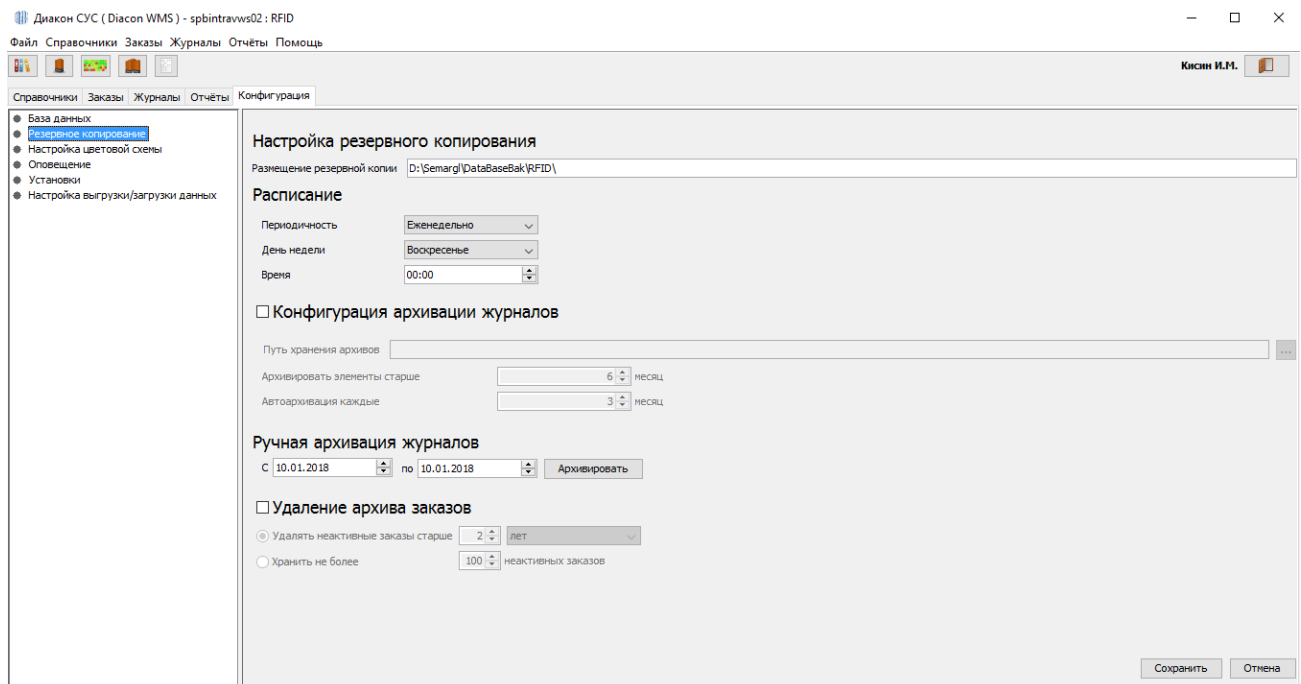 Диакон СУС ( Diacon WMS ) - spbintravws02 : RFID
Файл Справочники Заказы Журналы Отчёты Помощь
Кисин И.М.
Справочники Заказы Журналы Отчёты Конфигурация
База данных
Резервное копирование
Настройка цветовой схемы
Оповещение
Установки
Настройка выгрузки/загрузки данных
Настройка резервного копирования
Размещение резервной копии D:\Semargl\DataBaseBak\RFID\
Расписание
Периодичность Еженедельно
День недели Воскресенье
Время 00:00
Конфигурация архивации журналов
Путь хранения архивов ...
Архивировать элементы старше 6 месяц
Автоархивация каждые 3 месяц
Ручная архивация журналов
С 10.01.2018 по 10.01.2018 Архивировать
Удаление архива заказов
Удалять неактивные заказы старше 2 лет
Хранить не более 100 неактивных заказов
Сохранить Отмена